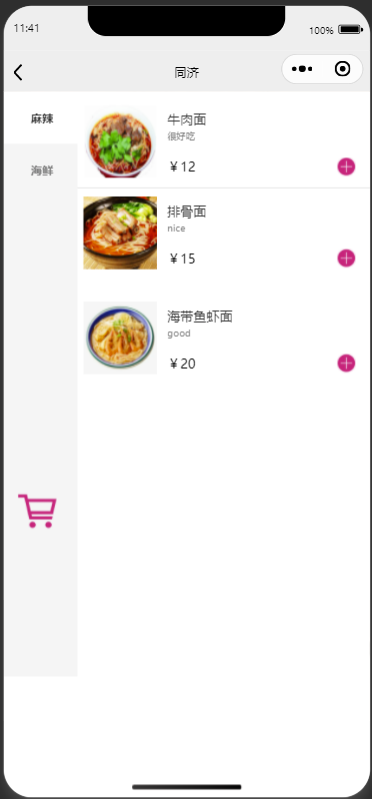 11:41
100%
同济
麻辣
海鲜
牛肉面
很好吃
￥12
排骨面
nice
￥15
海带鱼虾面
good
￥20